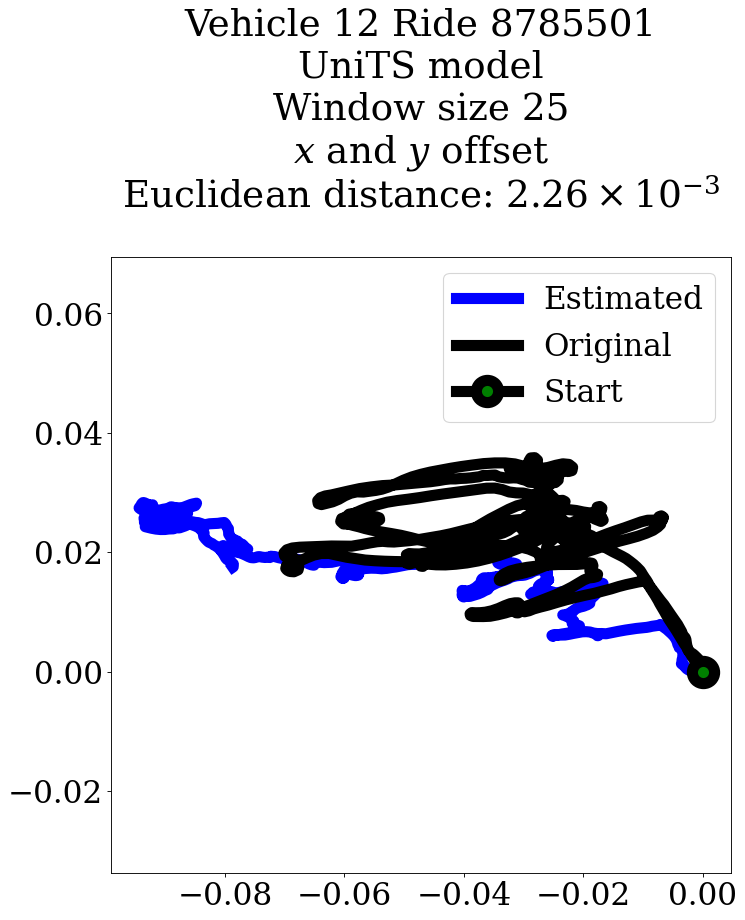 Vehicle 12 Ride 8785501
UniTS model
Window size 25
x and y offset
Euclidean distance: 2.26 × 10⁻³
Estimated
Original
Start
0.06
0.04
0.02
0.00
−0.02
−0.08 −0.06 −0.04 −0.02 0.00